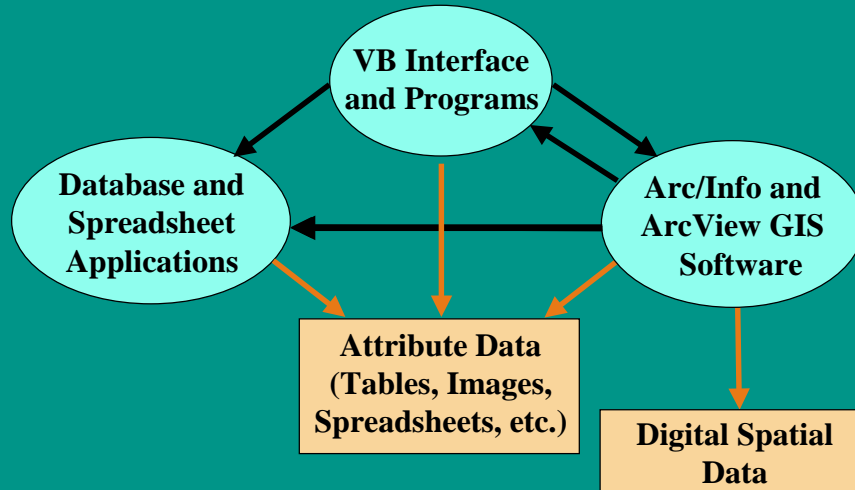 VB Interface
and Programs
Database and
Spreadsheet
Applications
Arc/Info and
ArcView GIS
Software
Attribute Data
(Tables, Images,
Spreadsheets, etc.)
Digital Spatial
Data